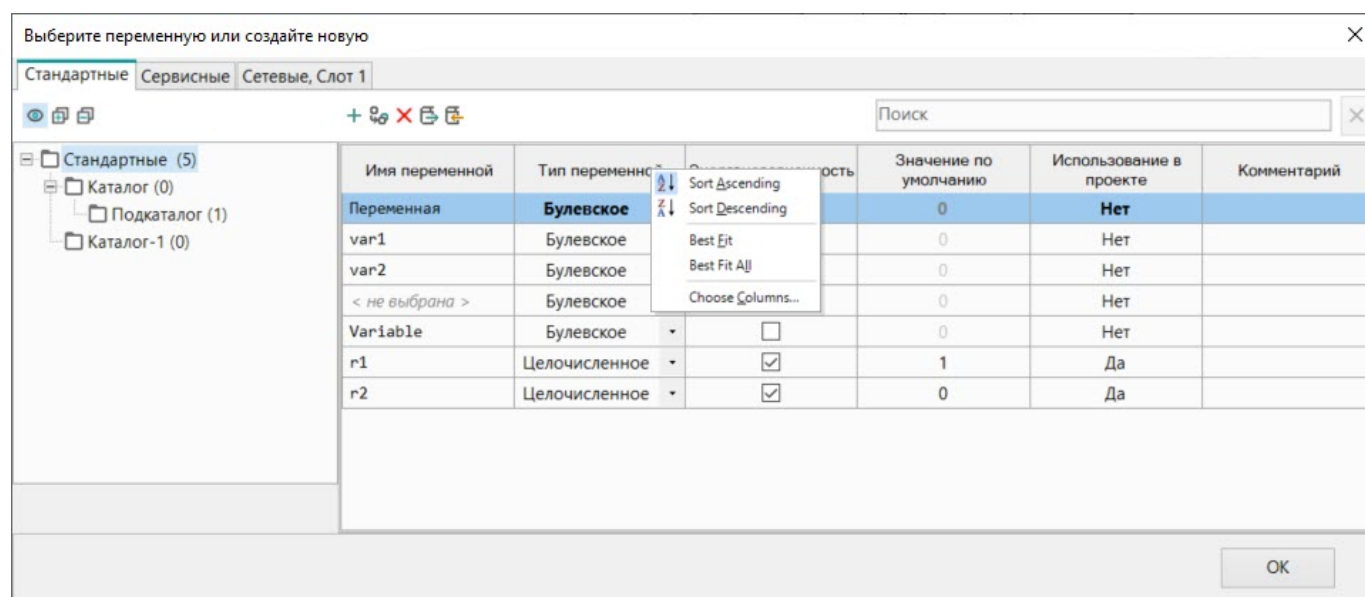 Выберите переменную или создайте новую
Стандартные Сервисные Сетевые, Слот 1
Поиск
Стандартные (5)
Каталог (0)
Подкаталог (1)
Каталог-1 (0)
Имя переменной Тип Значение по умолчанию Использование в проекте Комментарий
Sort Ascending
Sort Descending
Best Fit
Best Fit All
Choose Columns...
Переменная Булевское 0 Нет
var1 Булевское 0 Нет
var2 Булевское 0 Нет
< не выбрана > Булевское 0 Нет
Variable Булевское 0 Нет
r1 Целочисленное 1 Да
r2 Целочисленное 0 Да
OK